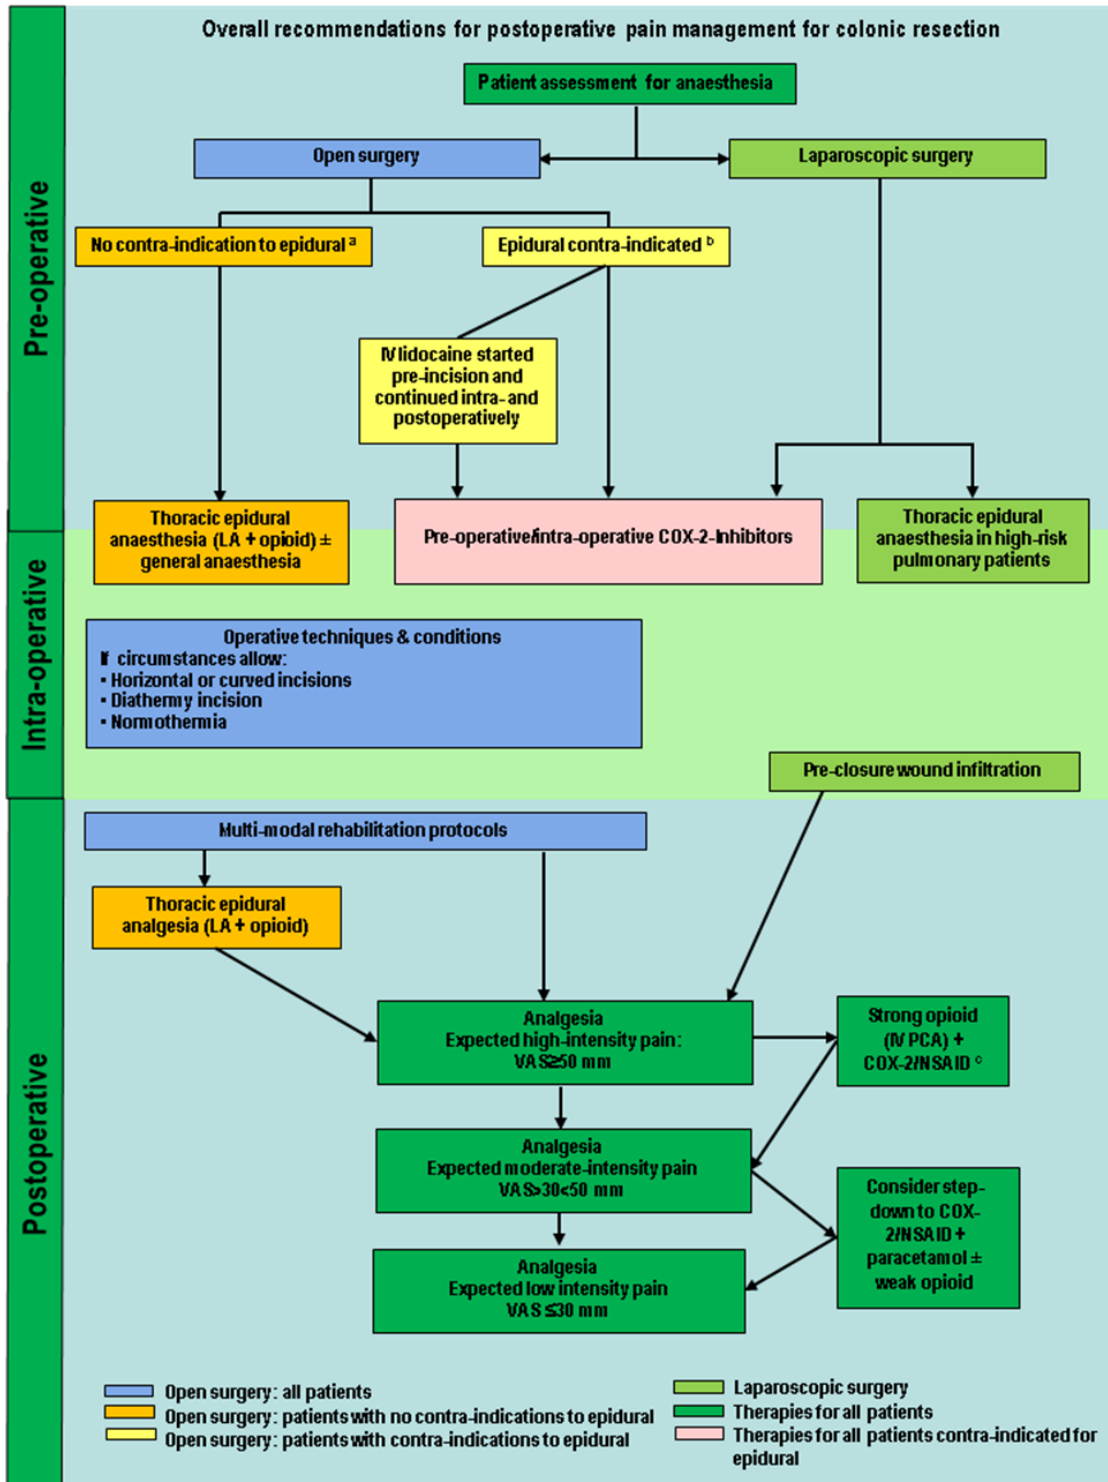 Overall recommendations for postoperative pain management for colonic resection
Pre-operative
Patient assessment for anaesthesia
Open surgery
Laparoscopic surgery
No contra-indication to epidural a
Epidural contra-indicated b
IV lidocaine started
pre-incision and
continued intra- and
postoperatively
Thoracic epidural
anaesthesia (LA + opioid) ±
general anaesthesia
Pre-operative/intra-operative COX-2-Inhibitors
Thoracic epidural
anaesthesia in high-risk
pulmonary patients
Intra-operative
Operative techniques & conditions
If circumstances allow:
▪ Horizontal or curved incisions
▪ Diathermy incision
▪ Normothermia
Pre-closure wound infiltration
Postoperative
Multi-modal rehabilitation protocols
Thoracic epidural
analgesia (LA + opioid)
Analgesia
Expected high-intensity pain:
VAS≥50 mm
Strong opioid
(IV PCA) +
COX-2/NSAID c
Analgesia
Expected moderate-intensity pain
VAS>30<50 mm
Consider step-
down to COX-
2/NSAID +
paracetamol ±
weak opioid
Analgesia
Expected low intensity pain
VAS ≤30 mm
Open surgery: all patients
Open surgery: patients with no contra-indications to epidural
Open surgery: patients with contra-indications to epidural
Laparoscopic surgery
Therapies for all patients
Therapies for all patients contra-indicated for
epidural